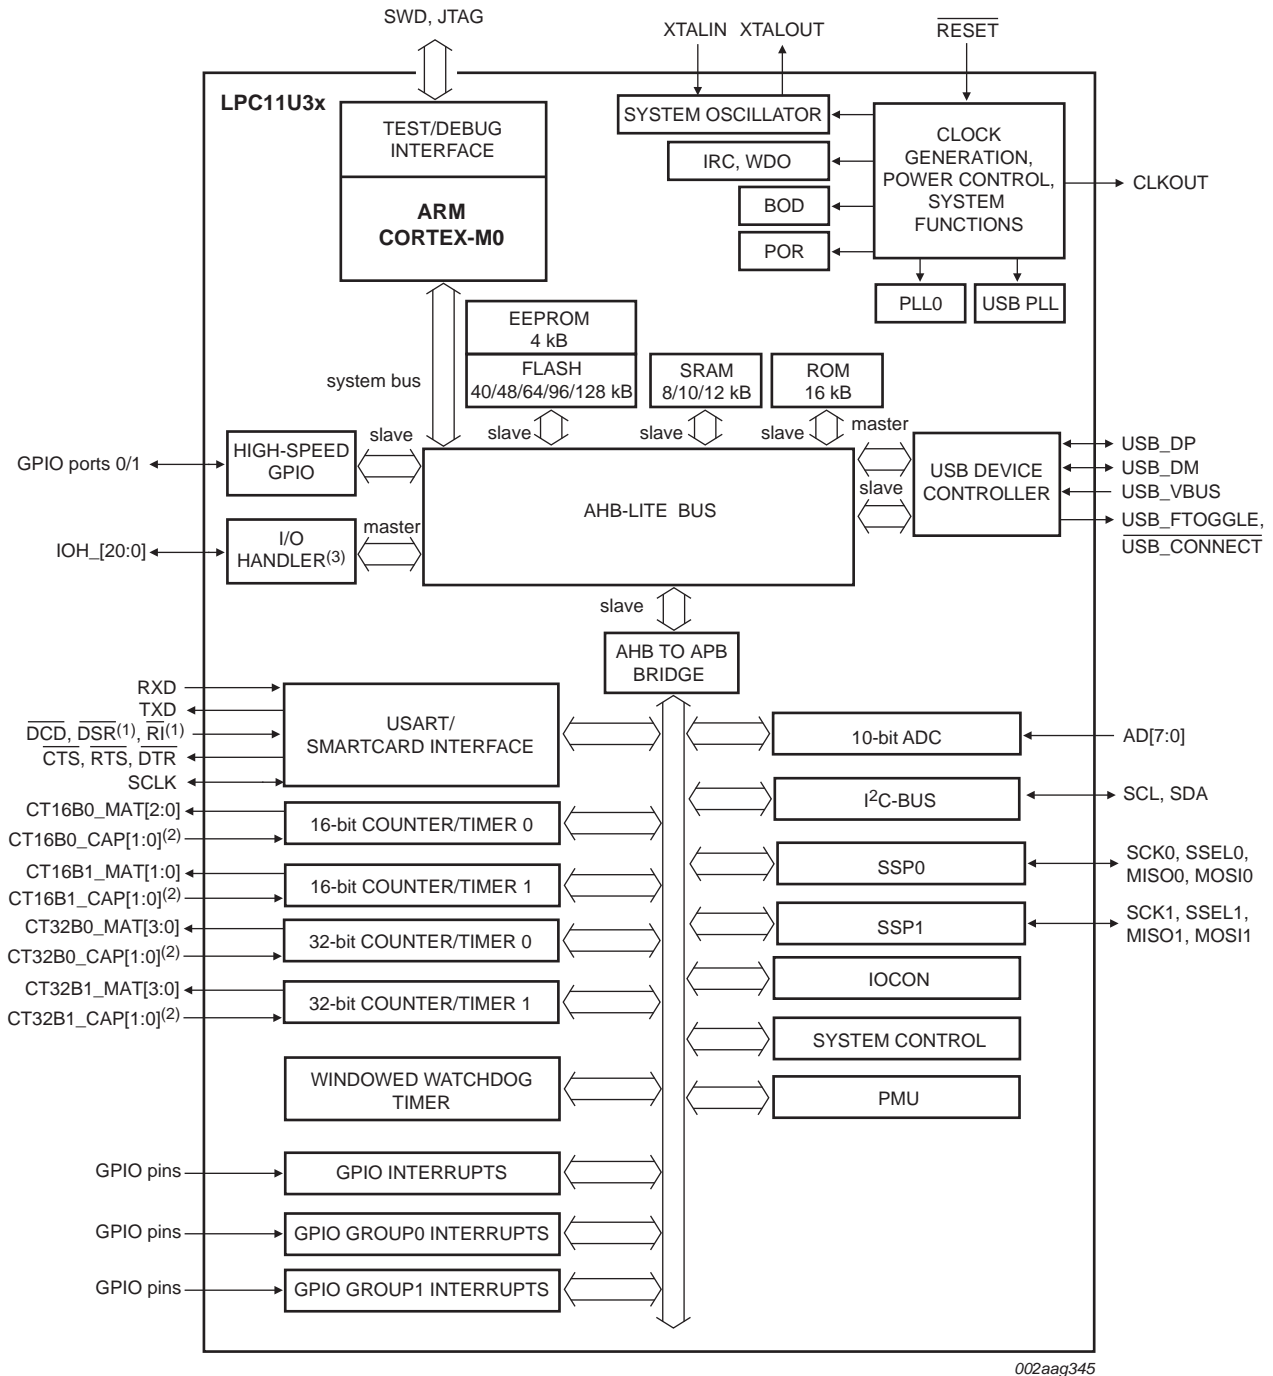 SWD, JTAG
XTALIN XTALOUT
RESET
LPC11U3x
TEST/DEBUG
INTERFACE
ARM
CORTEX-M0
SYSTEM OSCILLATOR
IRC, WDO
BOD
POR
CLOCK
GENERATION,
POWER CONTROL,
SYSTEM
FUNCTIONS
CLKOUT
PLL0
USB PLL
EEPROM
4 kB
FLASH
40/48/64/96/128 kB
SRAM
8/10/12 kB
ROM
16 kB
system bus
slave
slave
slave
slave
master
GPIO ports 0/1
HIGH-SPEED
GPIO
AHB-LITE BUS
slave
USB DEVICE
CONTROLLER
USB_DP
USB_DM
USB_VBUS
USB_FTOGGLE,
USB_CONNECT
IOH_[20:0]
I/O
HANDLER(3)
master
slave
AHB TO APB
BRIDGE
RXD
TXD
DCD, DSR(1), RI(1)
CTS, RTS, DTR
SCLK
USART/
SMARTCARD INTERFACE
10-bit ADC
AD[7:0]
CT16B0_MAT[2:0]
CT16B0_CAP[1:0](2)
16-bit COUNTER/TIMER 0
I2C-BUS
SCL, SDA
CT16B1_MAT[1:0]
CT16B1_CAP[1:0](2)
16-bit COUNTER/TIMER 1
SSP0
SCK0, SSEL0,
MISO0, MOSI0
CT32B0_MAT[3:0]
CT32B0_CAP[1:0](2)
32-bit COUNTER/TIMER 0
SSP1
SCK1, SSEL1,
MISO1, MOSI1
CT32B1_MAT[3:0]
CT32B1_CAP[1:0](2)
32-bit COUNTER/TIMER 1
IOCON
SYSTEM CONTROL
WINDOWED WATCHDOG
TIMER
PMU
GPIO pins
GPIO INTERRUPTS
GPIO pins
GPIO GROUP0 INTERRUPTS
GPIO pins
GPIO GROUP1 INTERRUPTS
002aag345